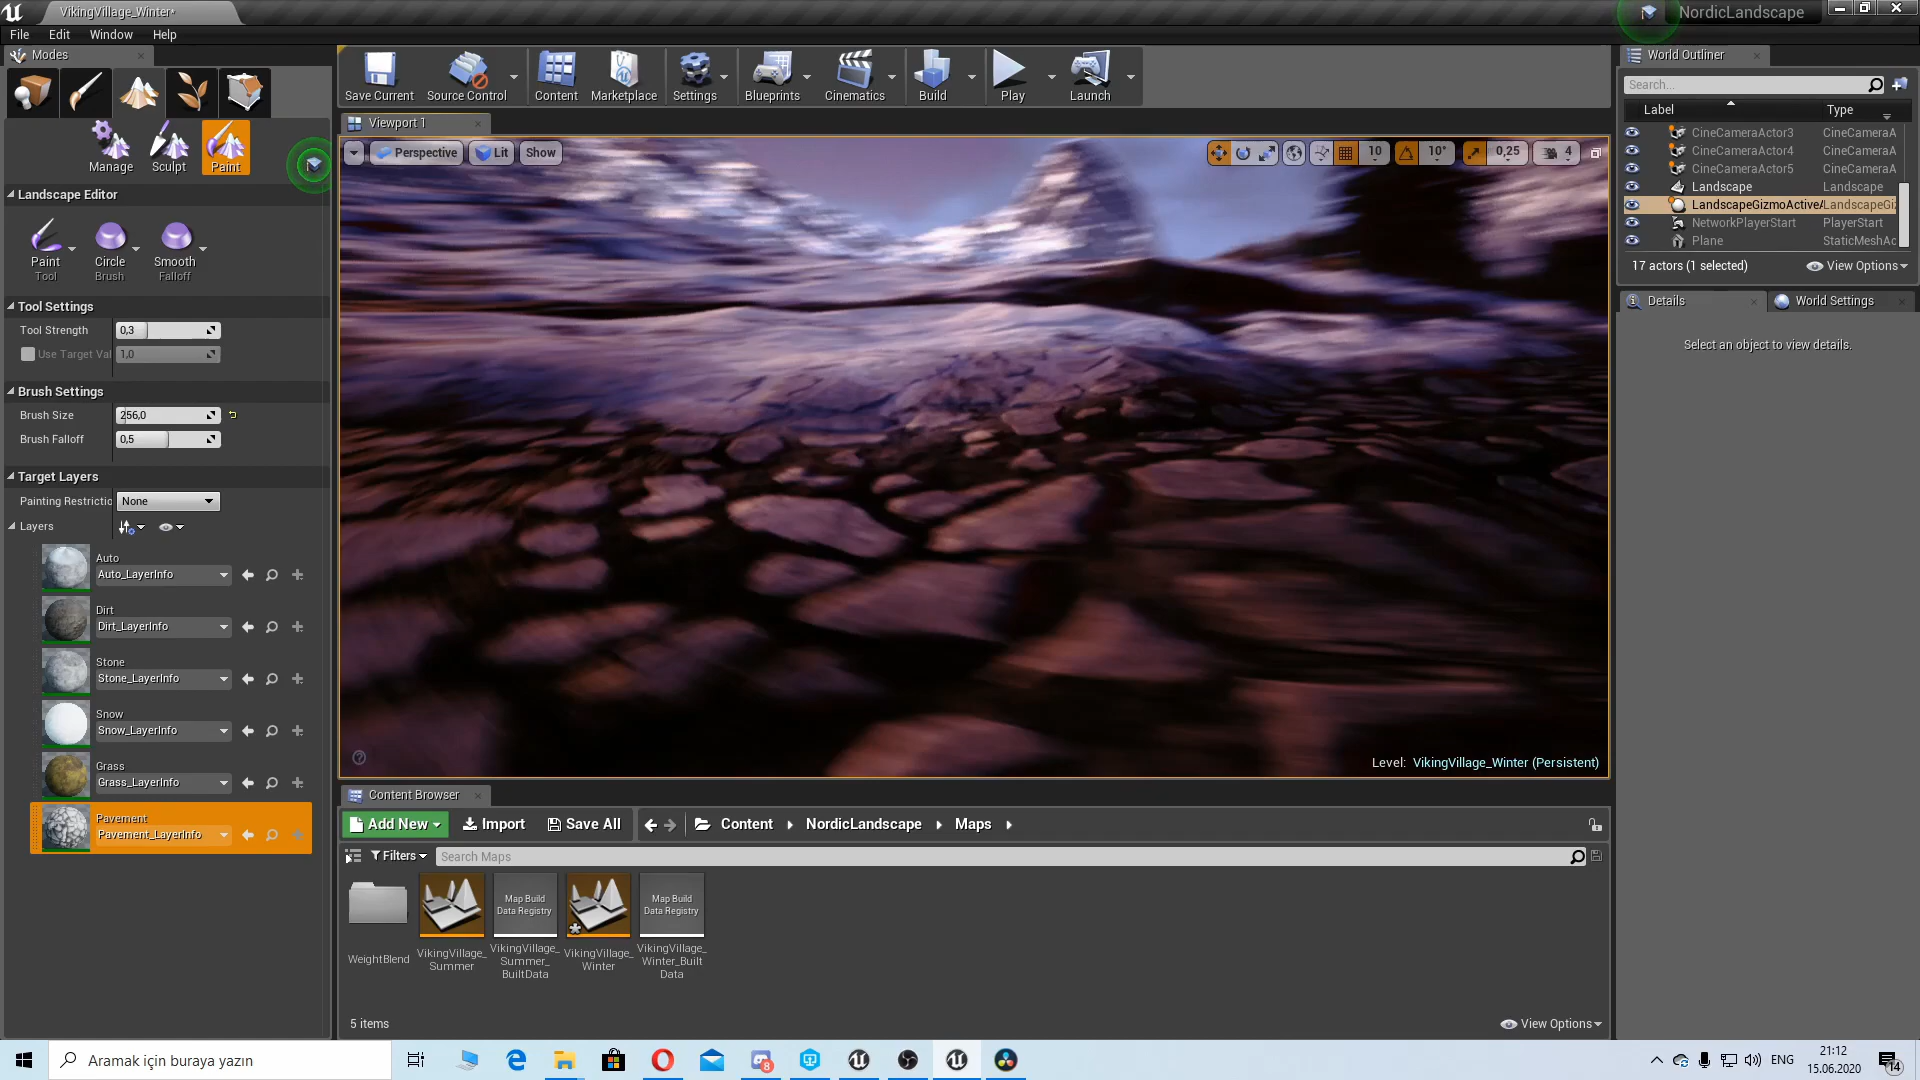 VikingVillage_Winter*
NordicLandscape
File Edit Window Help
Modes
Manage Sculpt Paint
Landscape Editor
Paint Circle Smooth
Tool Brush Falloff
Tool Settings
Tool Strength 0,3
Use Target Val 1,0
Brush Settings
Brush Size 256,0
Brush Falloff 0,5
Target Layers
Painting Restrictio None
Layers
Auto
Auto_LayerInfo
Dirt
Dirt_LayerInfo
Stone
Stone_LayerInfo
Snow
Snow_LayerInfo
Grass
Grass_LayerInfo
Pavement
Pavement_LayerInfo
Save Current Source Control Content Marketplace Settings Blueprints Cinematics Build Play Launch
Viewport 1
Perspective Lit Show 10 10° 0,25 4
Level: VikingVillage_Winter (Persistent)
Content Browser
Add New Import Save All Content NordicLandscape Maps
Filters Search Maps
Map Build
Data Registry
Map Build
Data Registry
WeightBlend
VikingVillage_
Summer
VikingVillage_
Summer_
BuiltData
VikingVillage_
Winter
VikingVillage_
Winter_Built
Data
5 items View Options
World Outliner
Search...
Label Type
CineCameraActor3 CineCameraA
CineCameraActor4 CineCameraA
CineCameraActor5 CineCameraA
Landscape Landscape
LandscapeGizmoActiveA LandscapeGiz
NetworkPlayerStart PlayerStart
Plane StaticMeshAc
17 actors (1 selected) View Options
Details World Settings
Select an object to view details.
Aramak için buraya yazın
8
ENG
21:12
15.06.2020
14